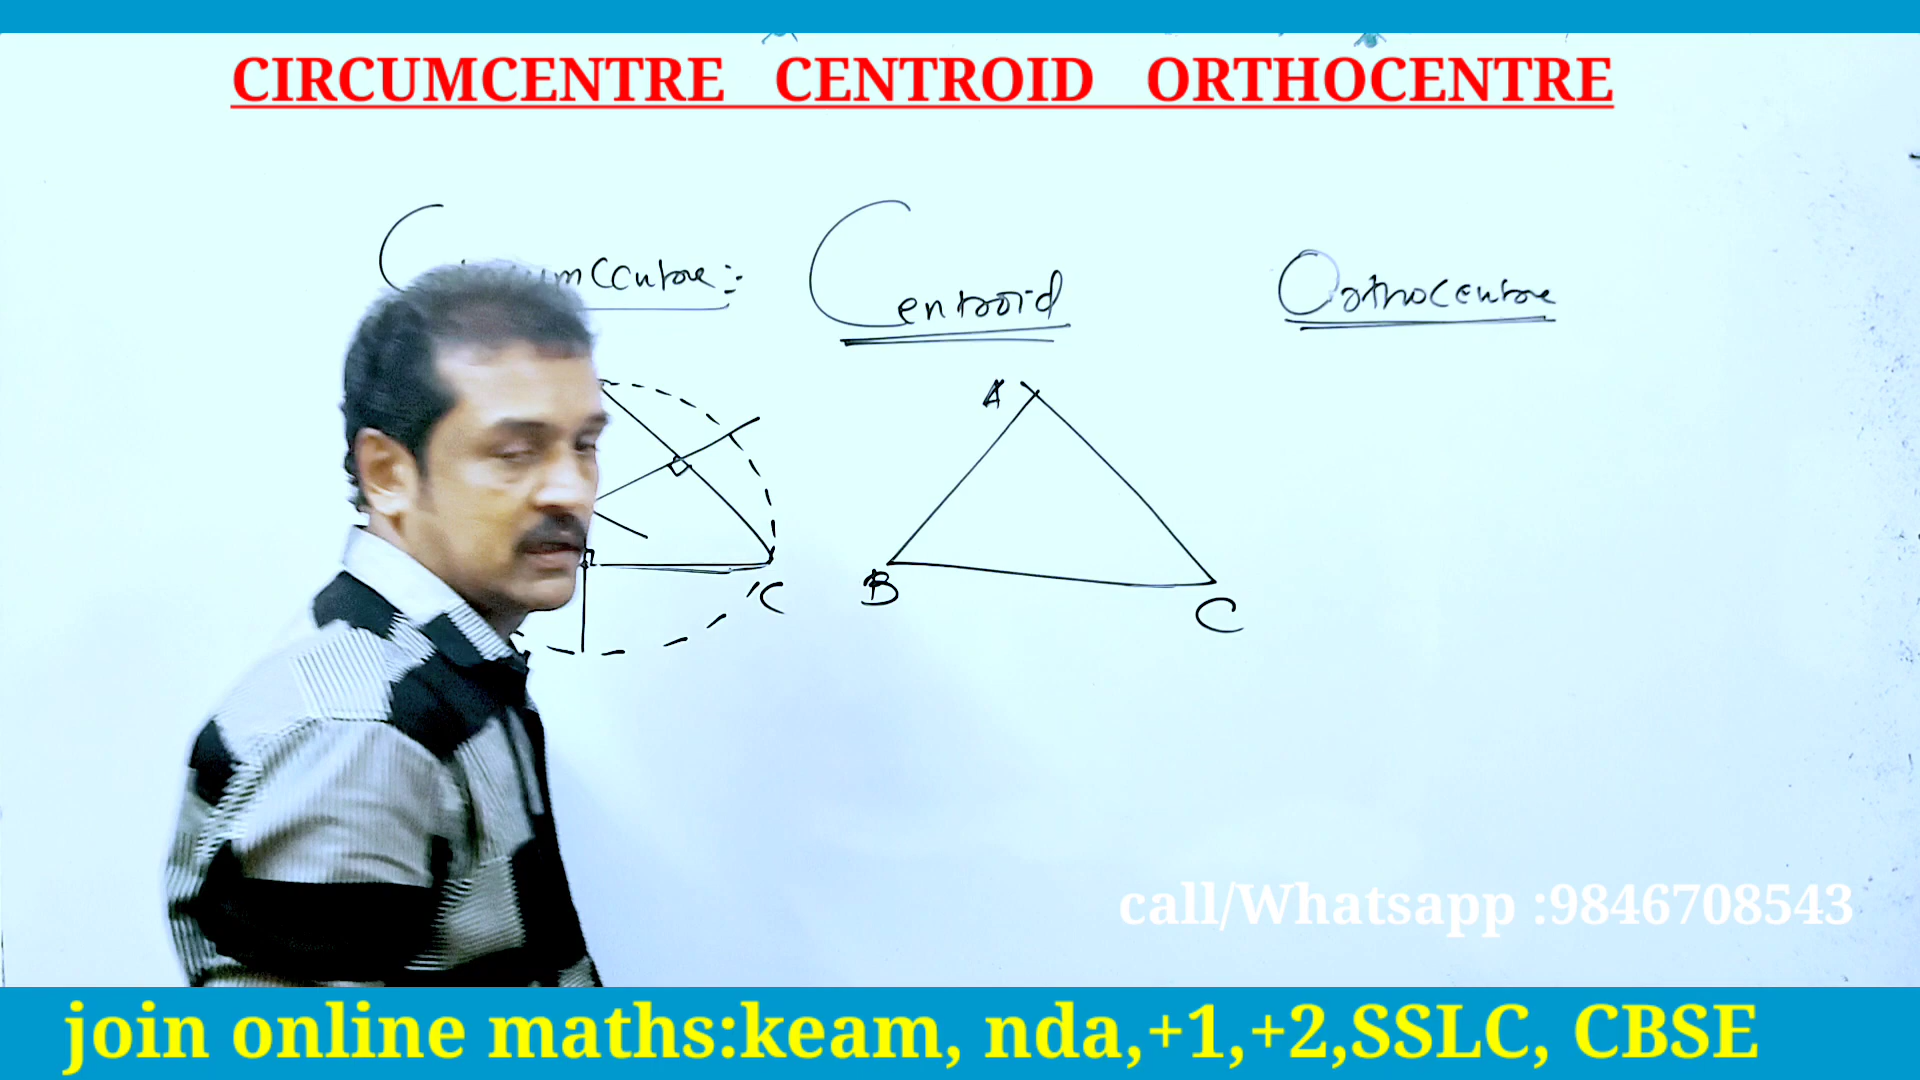 CIRCUMCENTRE CENTROID ORTHOCENTRE
Centroid
Orthocentre
A
B
C
C
call/Whatsapp :9846708543
join online maths:keam, nda,+1,+2,SSLC, CBSE